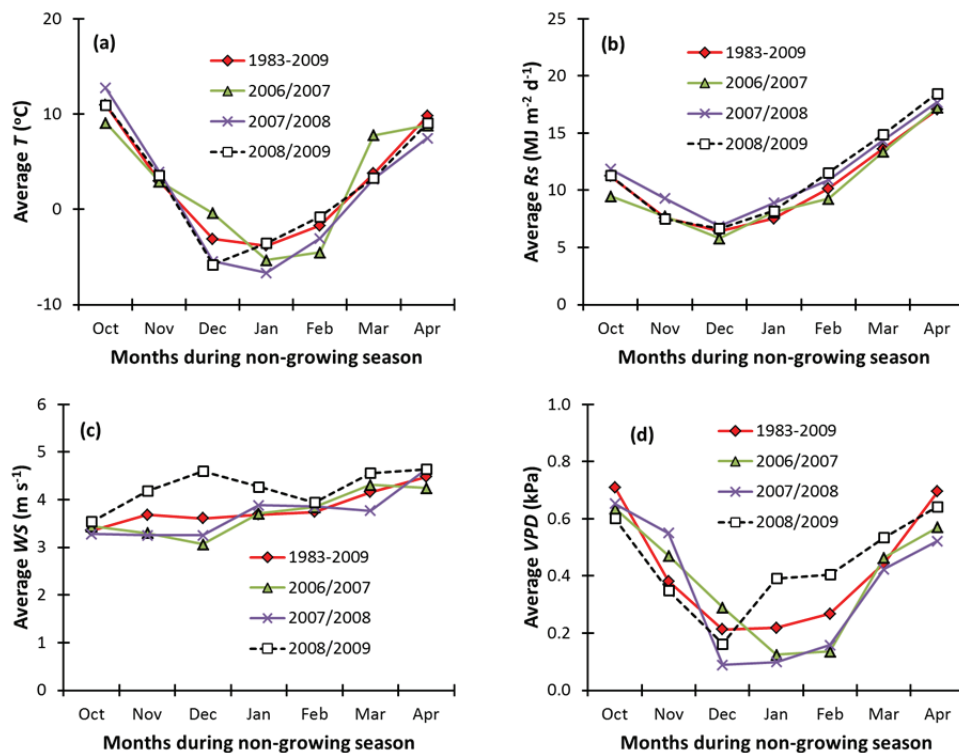 (a)
1983-2009
2006/2007
2007/2008
2008/2009
Average T (ºC)
20
10
0
-10
Oct Nov Dec Jan Feb Mar Apr
Months during non-growing season
(b)
1983-2009
2006/2007
2007/2008
2008/2009
Average Rs (MJ m⁻² d⁻¹)
25
20
15
10
5
0
Oct Nov Dec Jan Feb Mar Apr
Months during non-growing season
(c)
1983-2009
2006/2007
2007/2008
2008/2009
Average WS (m s⁻¹)
6
5
4
3
2
1
0
Oct Nov Dec Jan Feb Mar Apr
Months during non-growing season
(d)
1983-2009
2006/2007
2007/2008
2008/2009
Average VPD (kPa)
1.0
0.8
0.6
0.4
0.2
0.0
Oct Nov Dec Jan Feb Mar Apr
Months during non-growing season